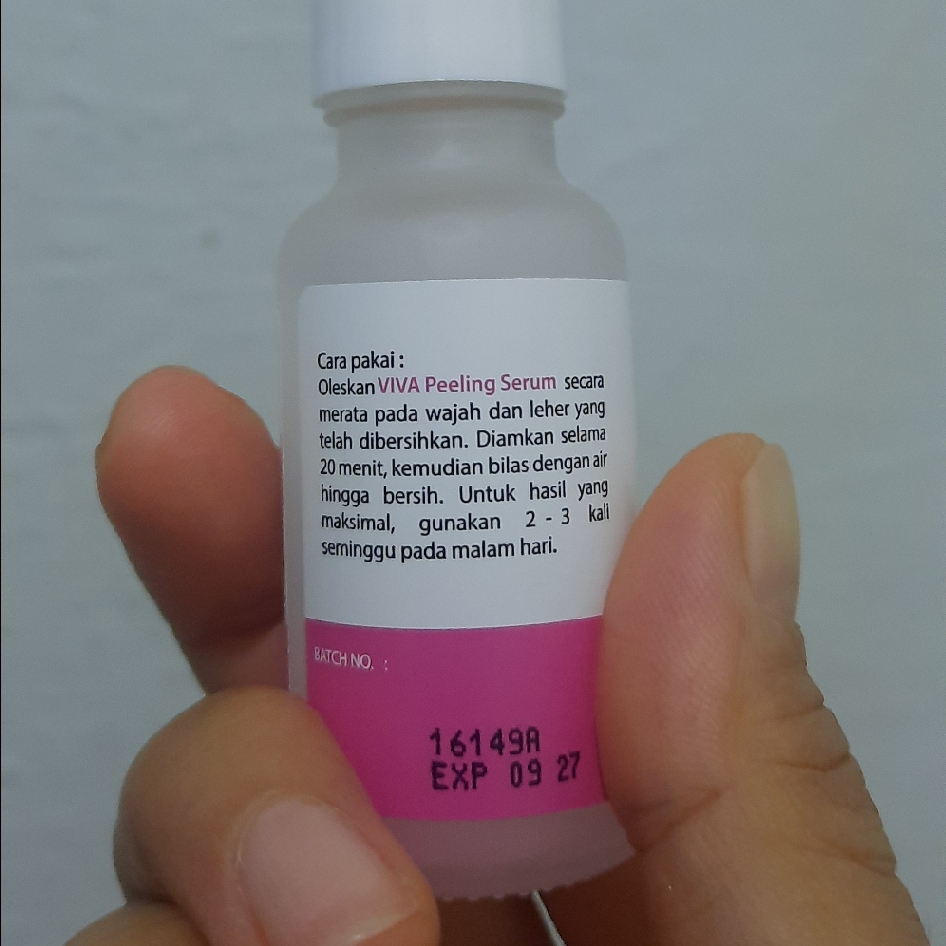 Cara pakai :
Oleskan VIVA Peeling Serum secara
merata pada wajah dan leher yang
telah dibersihkan. Diamkan selama
20 menit, kemudian bilas dengan air
hingga bersih. Untuk hasil yang
maksimal, gunakan 2 - 3 kali
seminggu pada malam hari.
BATCH NO. :
16149A
EXP 09 27